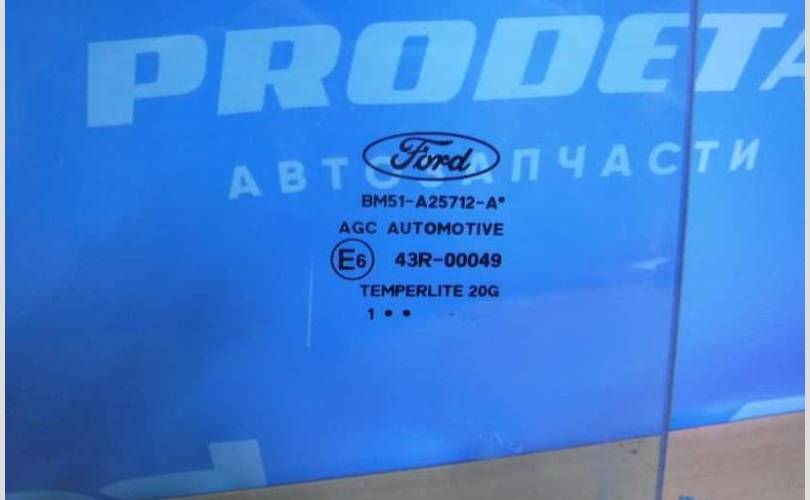 PRODETA
АВТОЗАПЧАСТИ
Ford
BM51-A25712-A*
AGC AUTOMOTIVE
E6 43R-00049
TEMPERLITE 20G
1 • •